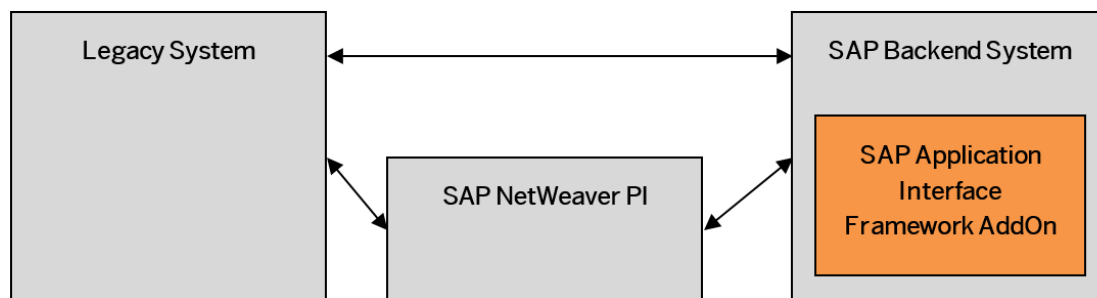 Legacy System
SAP Backend System
SAP Application
Interface
Framework AddOn
SAP NetWeaver PI